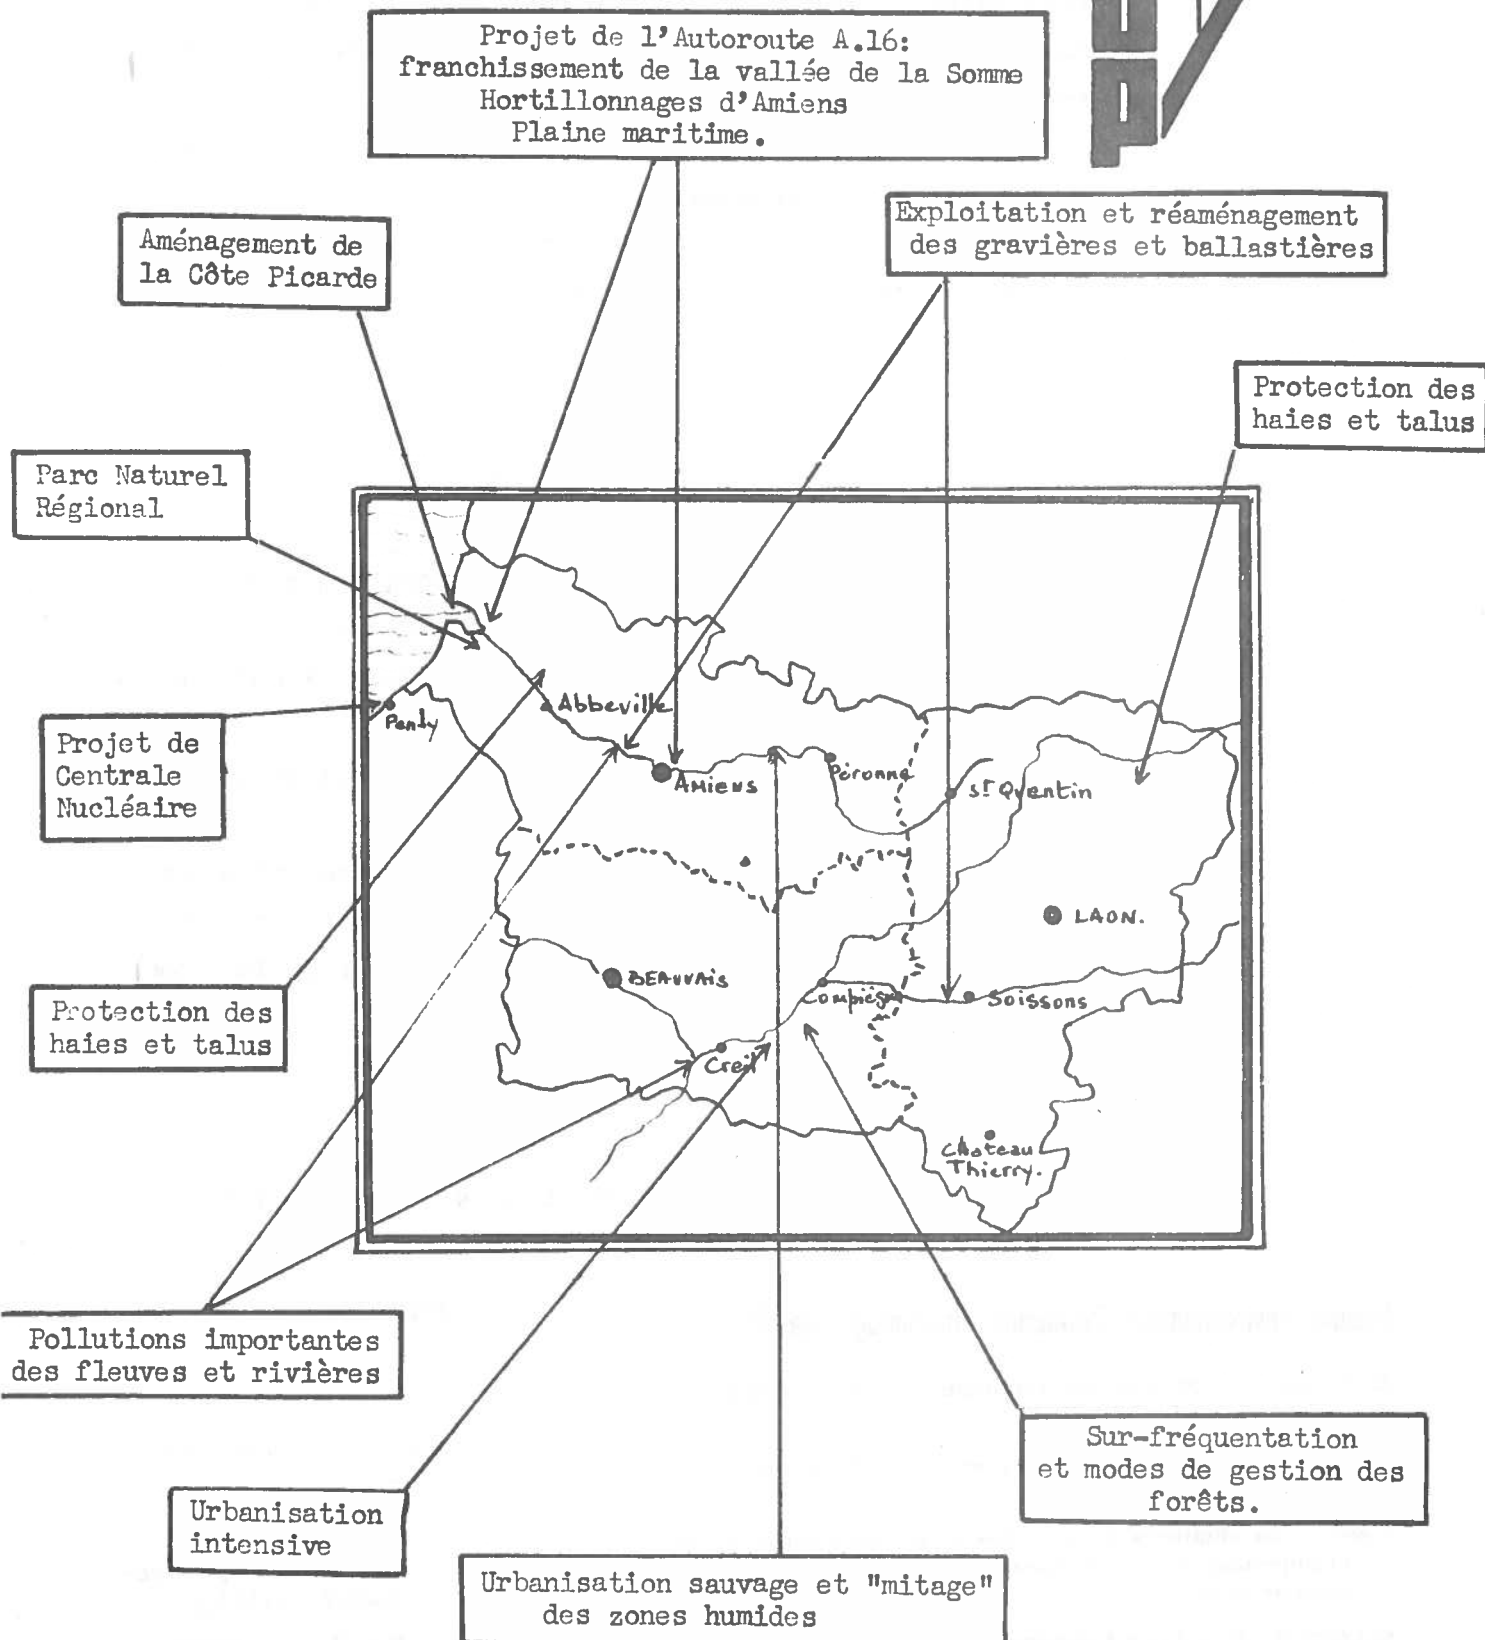 Projet de l'Autoroute A.16:
franchissement de la vallée de la Somme
Hortillonnages d'Amiens
Plaine maritime.
Aménagement de
la Côte Picarde
Exploitation et réaménagement
des gravières et ballastières
Protection des
haies et talus
Parc Naturel
Régional
Projet de
Centrale
Nucléaire
Penly
Abbeville
AMIENS
Péronne
St Quentin
LAON.
BEAUVAIS
Compiègne
Soissons
Creil
Chateau
Thierry.
Protection des
haies et talus
Pollutions importantes
des fleuves et rivières
Urbanisation
intensive
Sur-fréquentation
et modes de gestion des
forêts.
Urbanisation sauvage et "mitage"
des zones humides